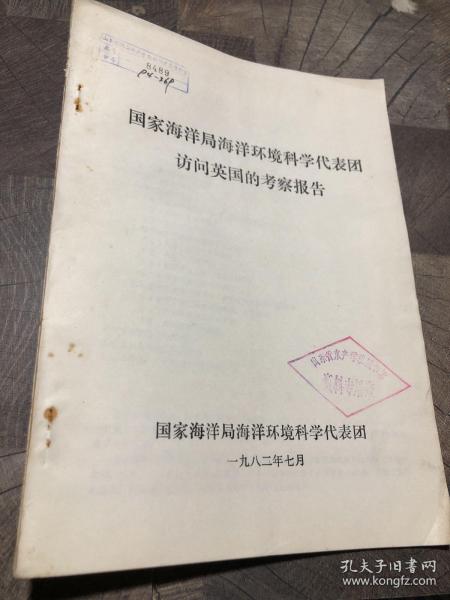 8489
国家海洋局海洋环境科学代表团
访问英国的考察报告
国家海洋局海洋环境科学代表团
一九八二年七月
孔夫子旧书网
www.kongfz.com